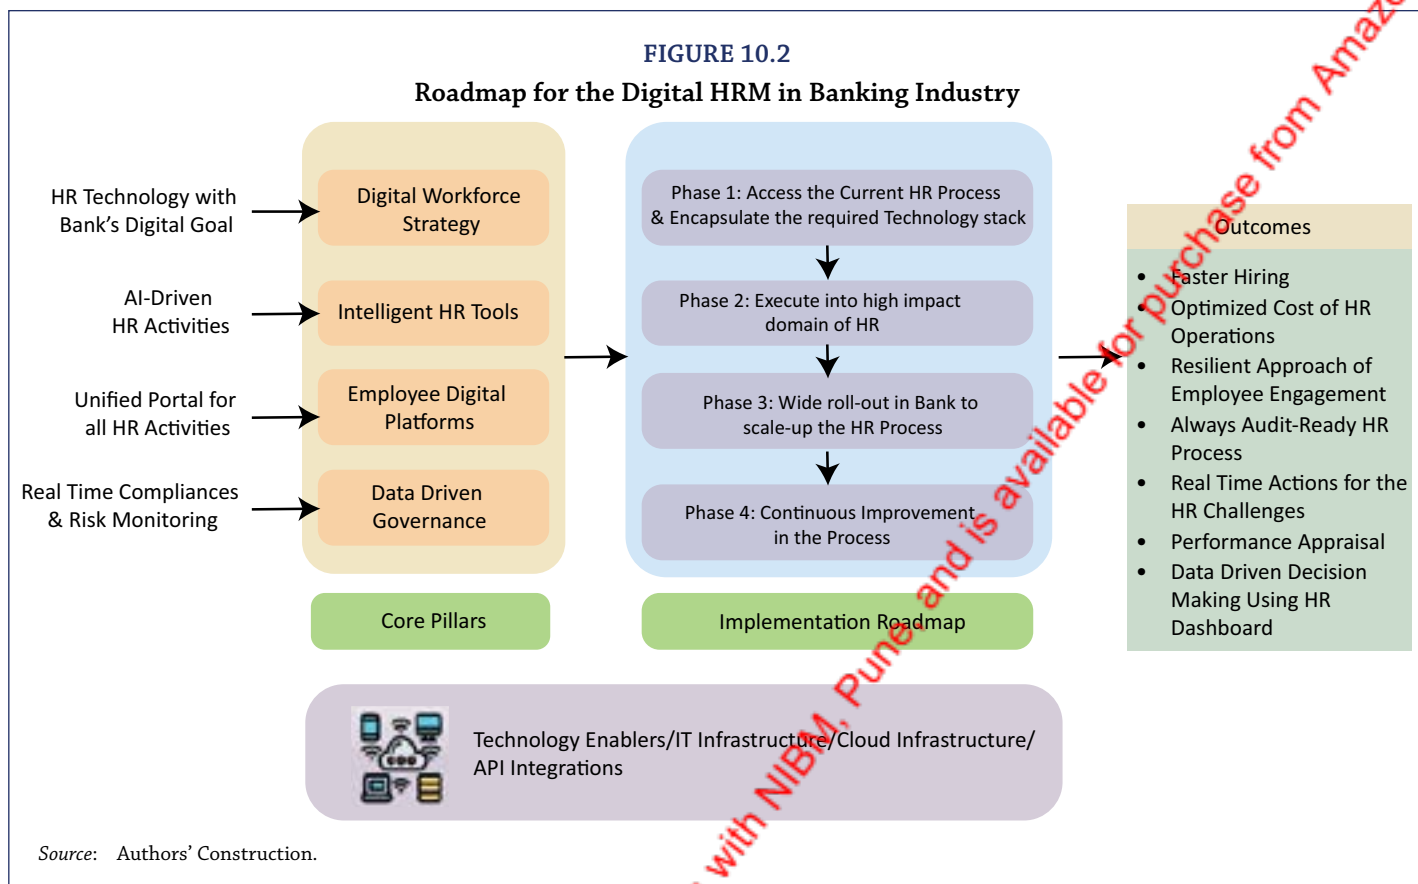 FIGURE 10.2
Roadmap for the Digital HRM in Banking Industry
HR Technology with
Bank's Digital Goal
AI-Driven
HR Activities
Unified Portal for
all HR Activities
Real Time Compliances
& Risk Monitoring
Digital Workforce
Strategy
Intelligent HR Tools
Employee Digital
Platforms
Data Driven
Governance
Core Pillars
Phase 1: Access the Current HR Process
& Encapsulate the required Technology stack
Phase 2: Execute into high impact
domain of HR
Phase 3: Wide roll-out in Bank to
scale-up the HR Process
Phase 4: Continuous Improvement
in the Process
Implementation Roadmap
Outcomes
• Faster Hiring
• Optimized Cost of HR
Operations
• Resilient Approach of
Employee Engagement
• Always Audit-Ready HR
Process
• Real Time Actions for the
HR Challenges
• Performance Appraisal
• Data Driven Decision
Making Using HR
Dashboard
Technology Enablers/IT Infrastructure/Cloud Infrastructure/
API Integrations
Source: Authors' Construction.
with NIBM, Pune, and is available for purchase from